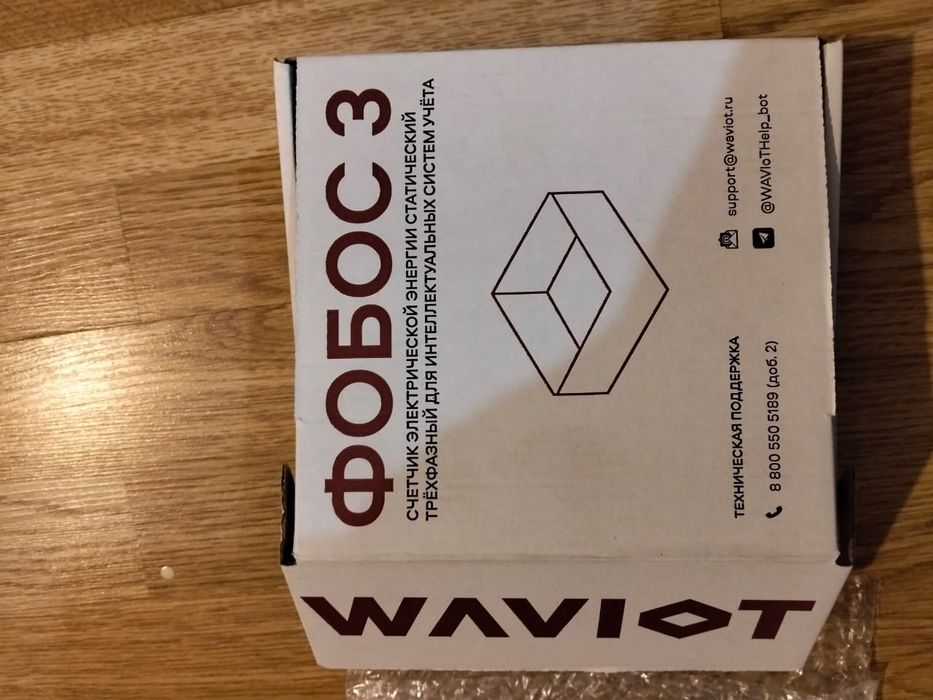 ФОБОС 3
СЧЕТЧИК ЭЛЕКТРИЧЕСКОЙ ЭНЕРГИИ СТАТИЧЕСКИЙ
ТРЁХФАЗНЫЙ ДЛЯ ИНТЕЛЛЕКТУАЛЬНЫХ СИСТЕМ УЧЁТА
ТЕХНИЧЕСКАЯ ПОДДЕРЖКА
8 800 550 5189 (доб. 2)
support@waviot.ru
@WAVIoTHelp_bot
WAVIOT